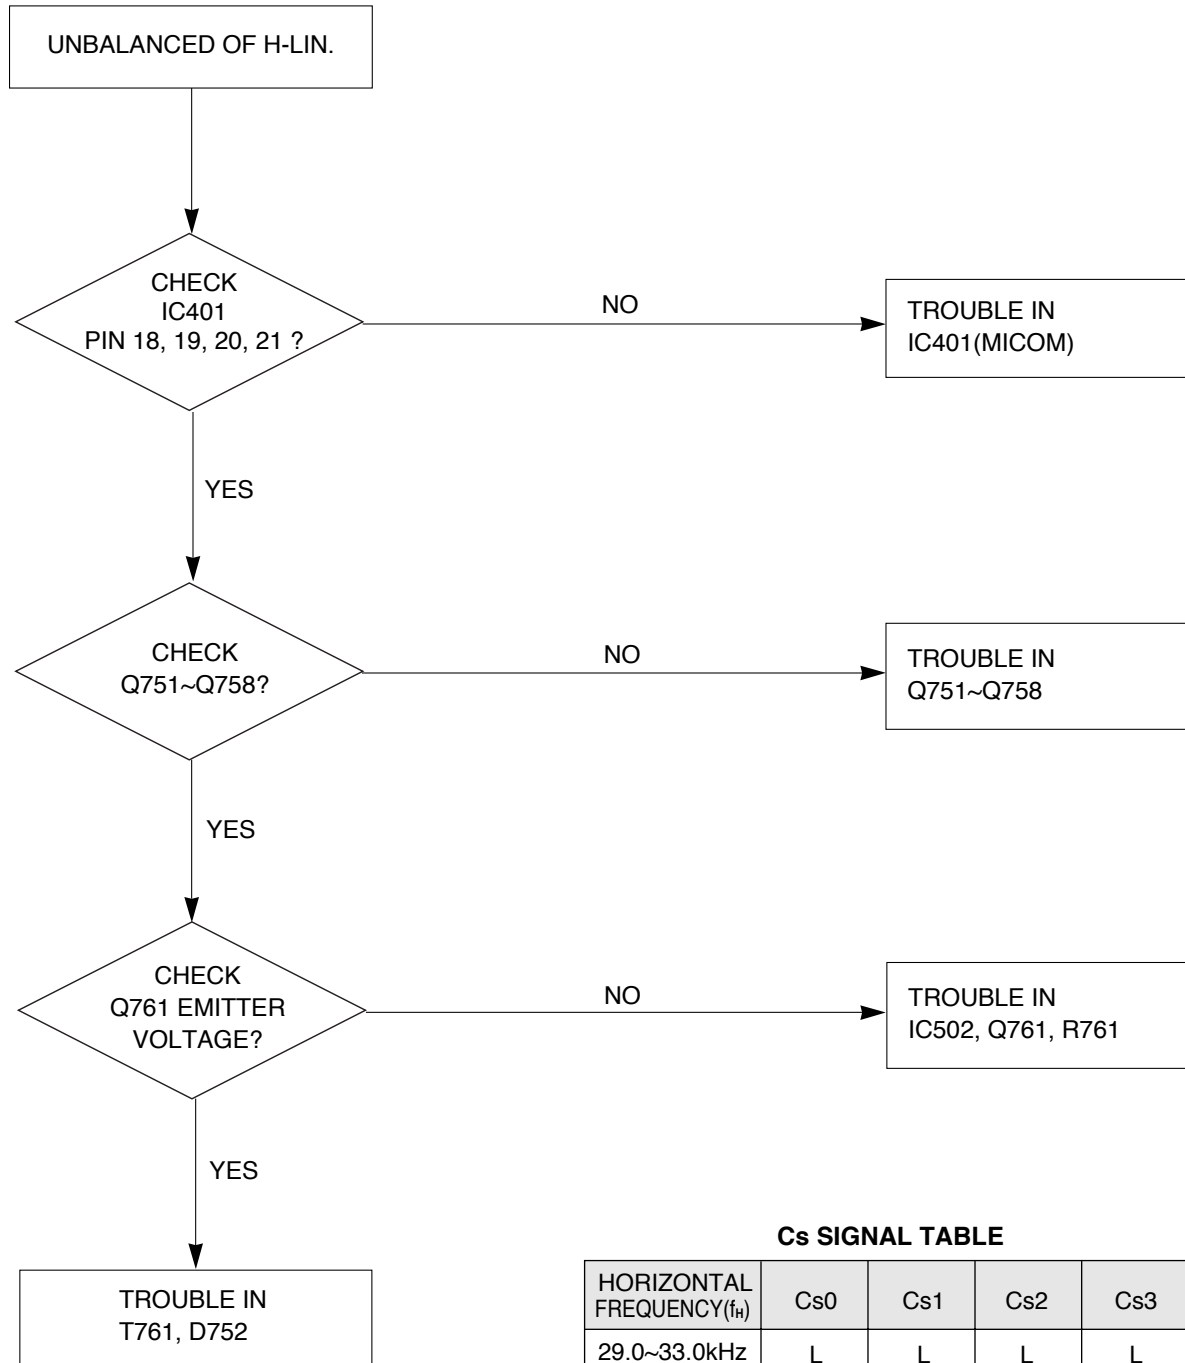 UNBALANCED OF H-LIN.
CHECK
IC401
PIN 18, 19, 20, 21 ?
NO
TROUBLE IN
IC401(MICOM)
YES
CHECK
Q751~Q758?
NO
TROUBLE IN
Q751~Q758
YES
CHECK
Q761 EMITTER
VOLTAGE?
NO
TROUBLE IN
IC502, Q761, R761
YES
TROUBLE IN
T761, D752
Cs SIGNAL TABLE
HORIZONTAL
FREQUENCY(fH) Cs0 Cs1 Cs2 Cs3
29.0~33.0kHz L L L L